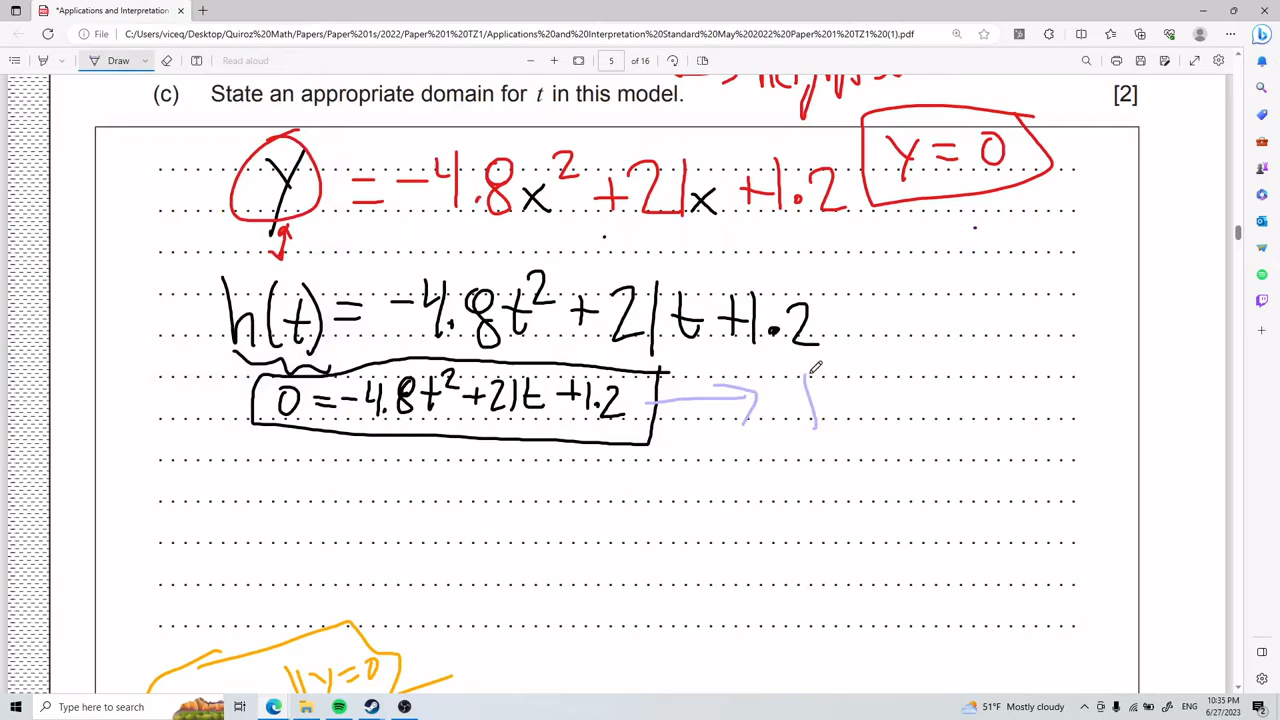 *Applications and Interpretation
File
C:/Users/viceq/Desktop/Quiroz%20Math/Papers/Paper%201s/2022/Paper%201%20TZ1/Applications%20and%20Interpretation%20Standard%20May%202022%20Paper%201%20TZ1%20(1).pdf
Draw
Read aloud
5 of 16
(c) State an appropriate domain for t in this model. [2]
y = -4.8x² + 21x + 1.2
y = 0
h(t) = -4.8t² + 21t + 1.2
0 = -4.8t² + 21t + 1.2
y = 0
Type here to search
51°F Mostly cloudy
ENG
10:35 PM
6/27/2023
2